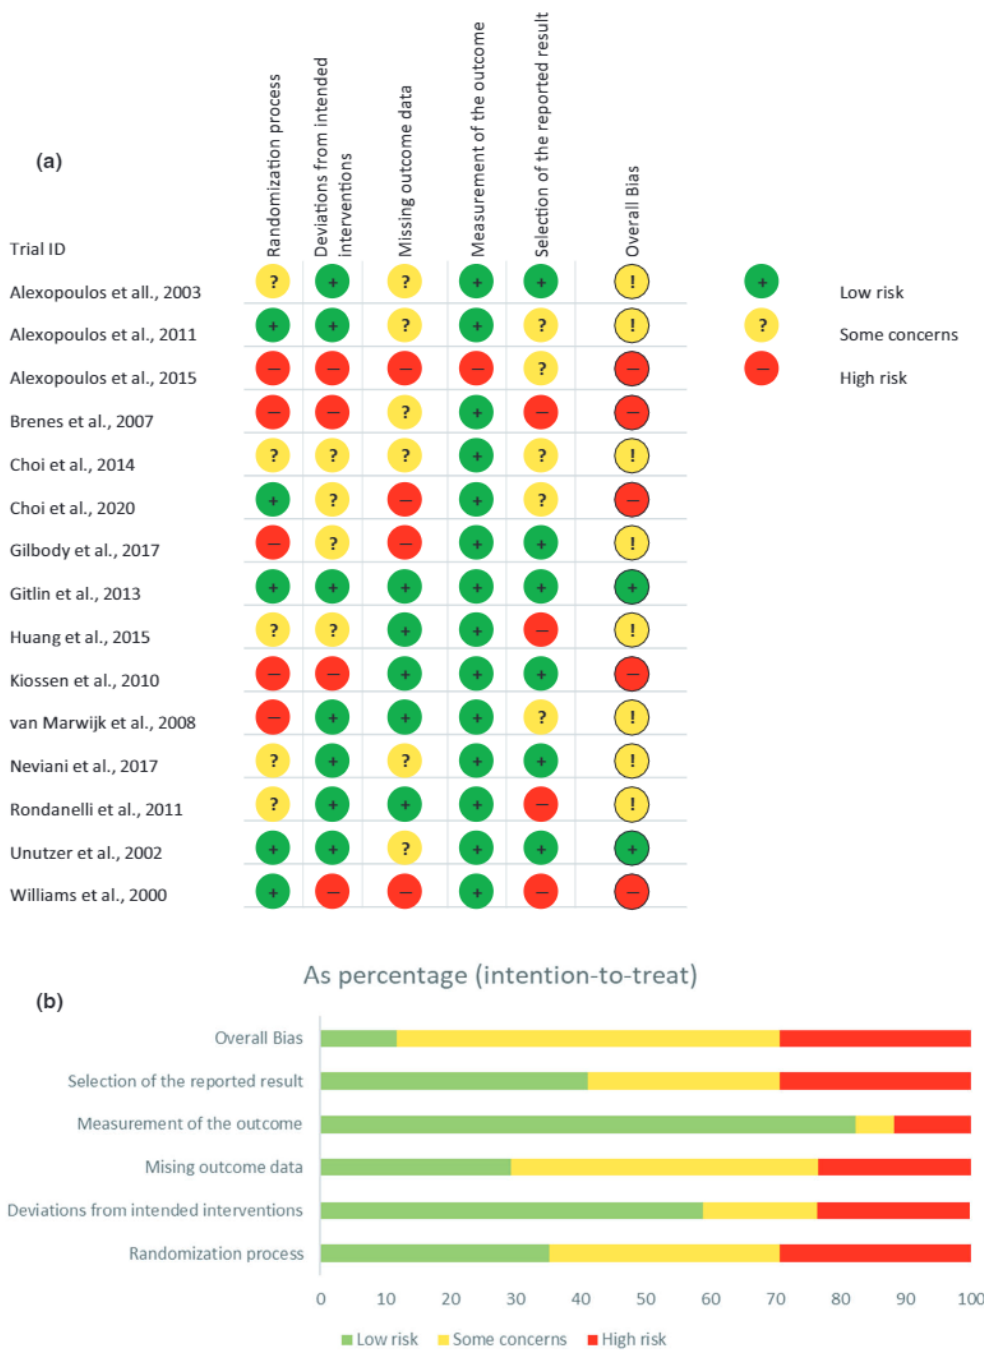 (a)
Trial ID
Randomization process
Deviations from intended
interventions
Missing outcome data
Measurement of the outcome
Selection of the reported result
Overall Bias
Alexopoulos et all., 2003 ? + ? + + !
Alexopoulos et al., 2011 + + ? + ? !
Alexopoulos et al., 2015 − − − − ? −
Brenes et al., 2007 − − ? + − −
Choi et al., 2014 ? ? ? + ? !
Choi et al., 2020 + ? − + ? −
Gilbody et al., 2017 − ? − + + !
Gitlin et al., 2013 + + + + + +
Huang et al., 2015 ? ? + + − !
Kiossen et al., 2010 − − + + + −
van Marwijk et al., 2008 − + + + ? !
Neviani et al., 2017 ? + ? + + !
Rondanelli et al., 2011 ? + + + − !
Unutzer et al., 2002 + + ? + + +
Williams et al., 2000 + − − + − −
+ Low risk
? Some concerns
− High risk
As percentage (intention-to-treat)
(b)
Overall Bias
Selection of the reported result
Measurement of the outcome
Mising outcome data
Deviations from intended interventions
Randomization process
0 10 20 30 40 50 60 70 80 90 100
Low risk Some concerns High risk